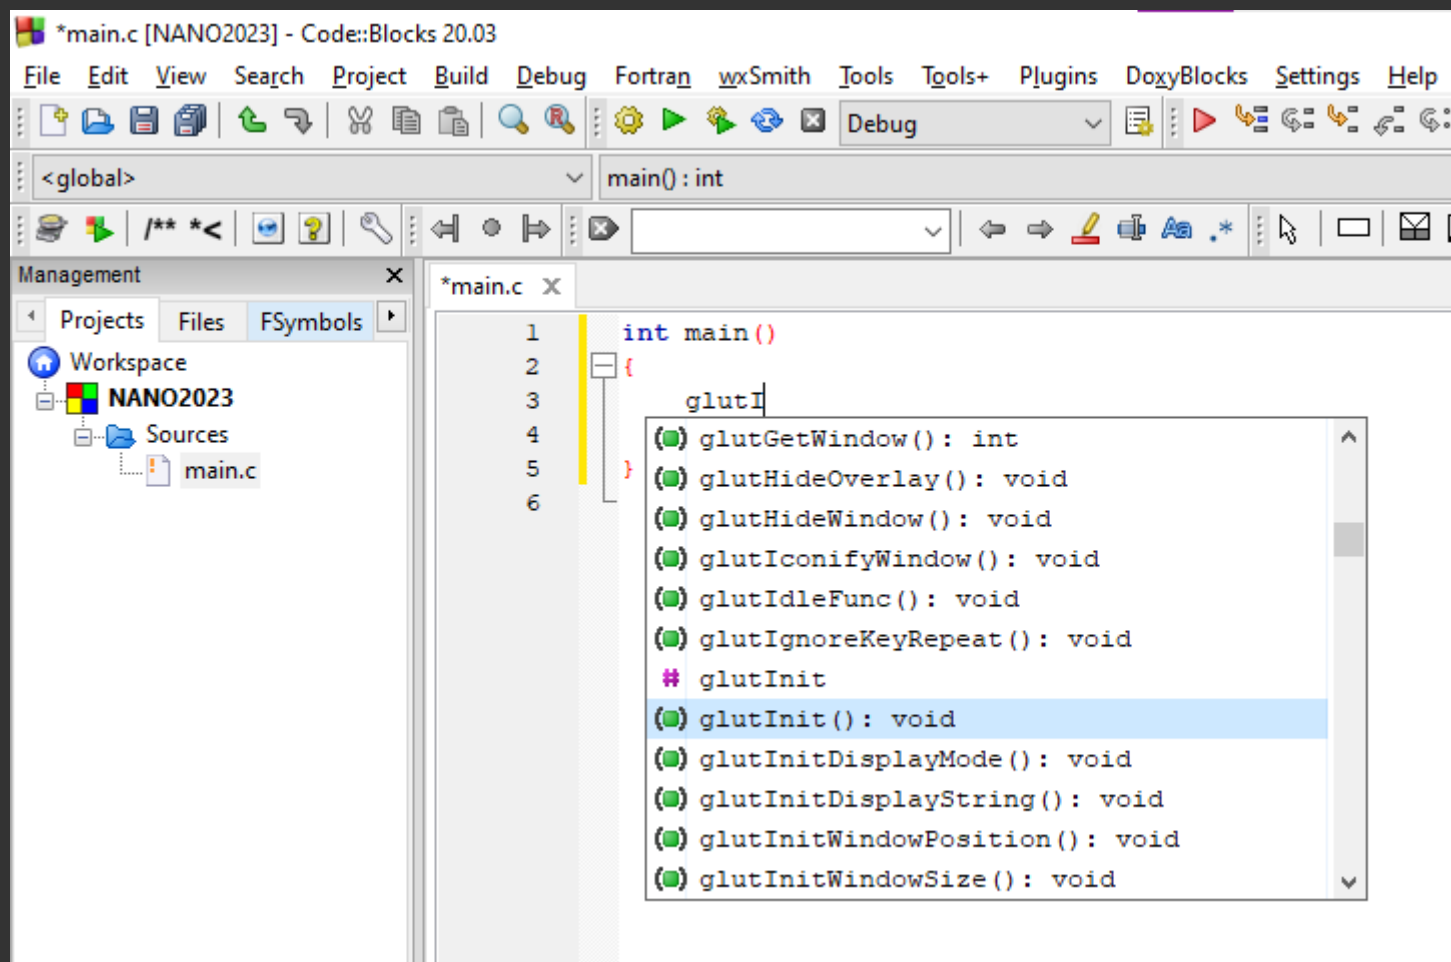 *main.c [NANO2023] - Code::Blocks 20.03
File Edit View Search Project Build Debug Fortran wxSmith Tools Tools+ Plugins DoxyBlocks Settings Help
Debug
<global> main() : int
/** *<
Aa .*
Management
Projects Files FSymbols
Workspace
NANO2023
Sources
main.c
*main.c
1 int main()
2 {
3 glutI
4
5 }
6
glutGetWindow(): int
glutHideOverlay(): void
glutHideWindow(): void
glutIconifyWindow(): void
glutIdleFunc(): void
glutIgnoreKeyRepeat(): void
# glutInit
glutInit(): void
glutInitDisplayMode(): void
glutInitDisplayString(): void
glutInitWindowPosition(): void
glutInitWindowSize(): void